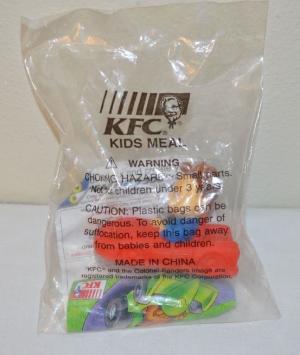 KFC
KIDS MEAL
WARNING
CHOKING HAZARD-Small parts.
Not for children under 3 years.
CAUTION: Plastic bags can be
dangerous. To avoid danger of
suffocation, keep this bag away
from babies and children.
MADE IN CHINA
"KFC" and the Colonel Sanders image are
registered trademarks of the KFC Corporation.
KFC